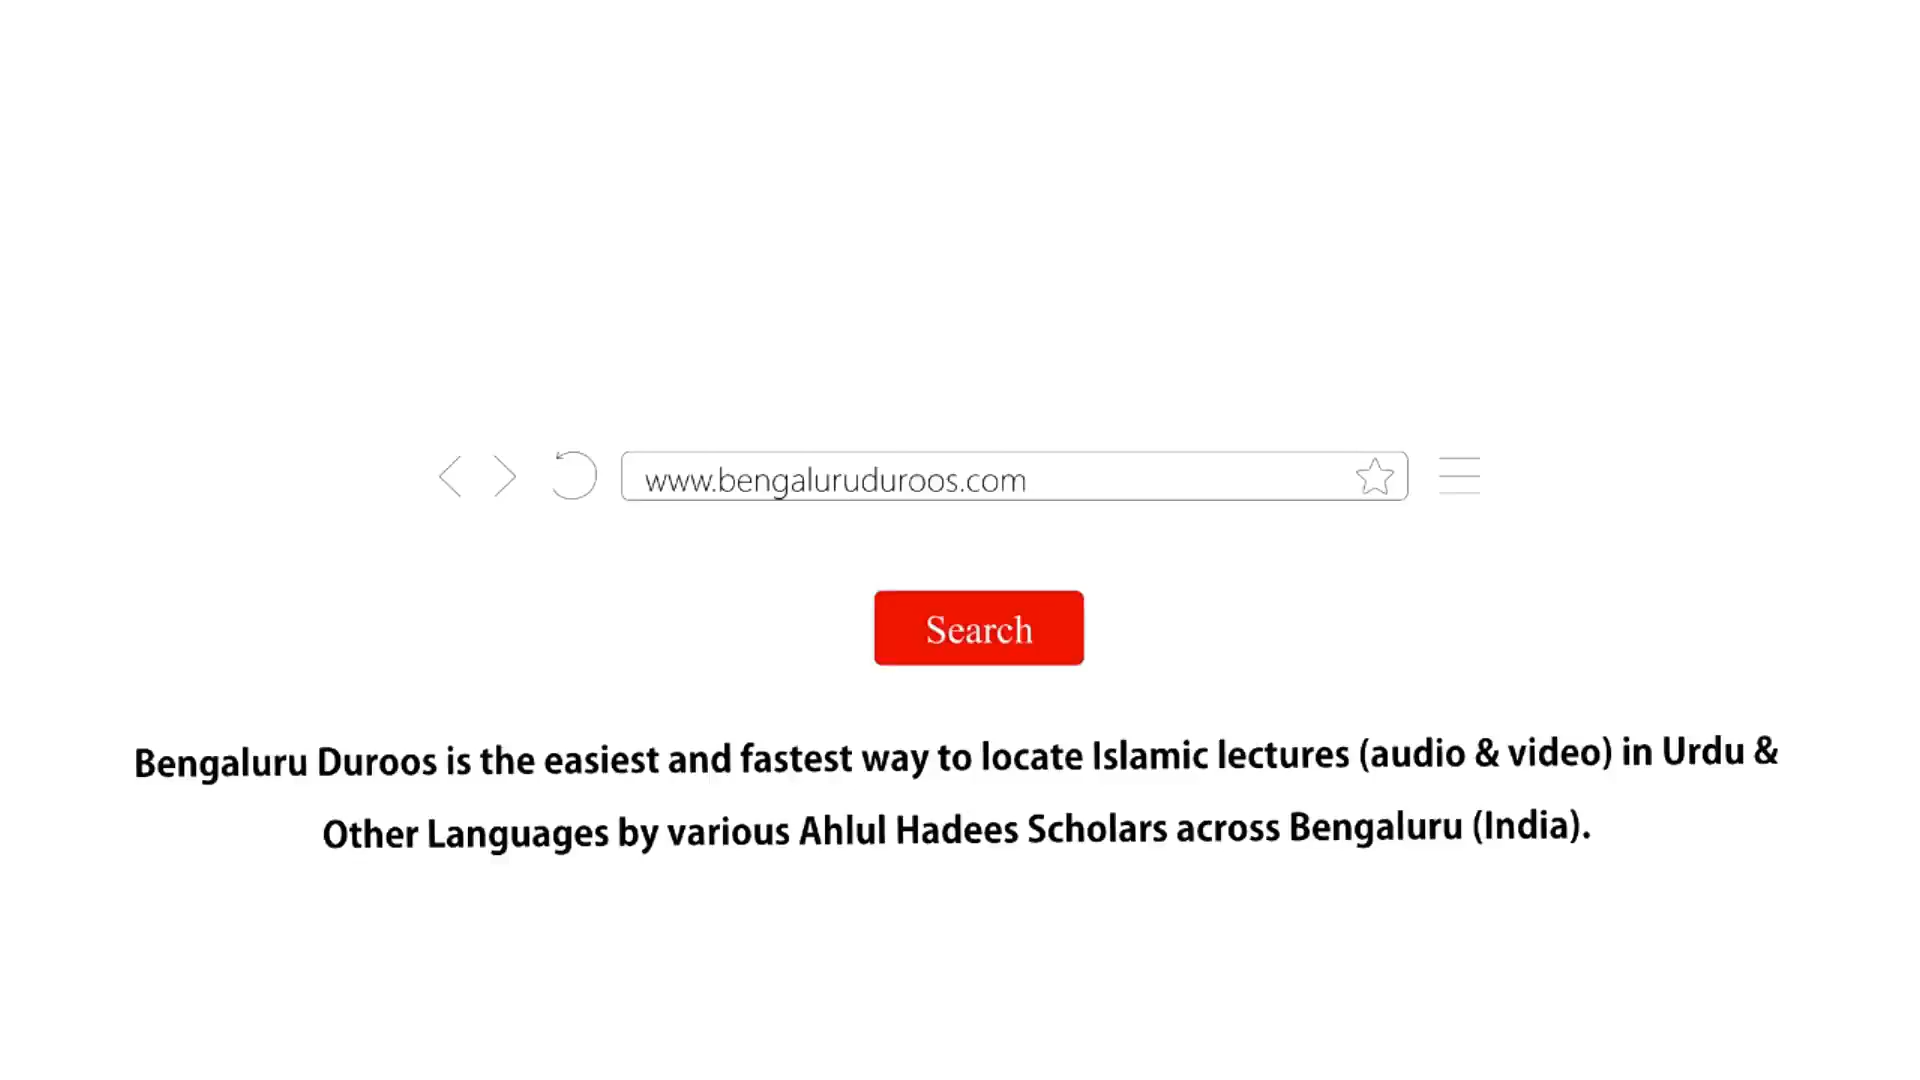 www.bengaluruduroos.com
Search
Bengaluru Duroos is the easiest and fastest way to locate Islamic lectures (audio & video) in Urdu &
Other Languages by various Ahlul Hadees Scholars across Bengaluru (India).